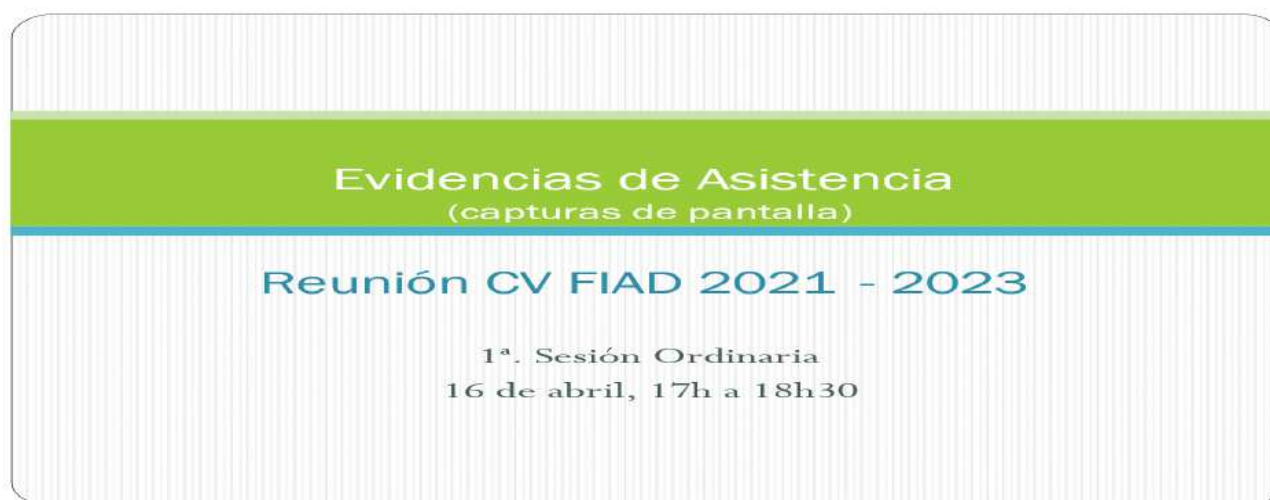 Evidencias de Asistencia
(capturas de pantalla)
Reunión CV FIAD 2021 - 2023
1ª. Sesión Ordinaria
16 de abril, 17h a 18h30